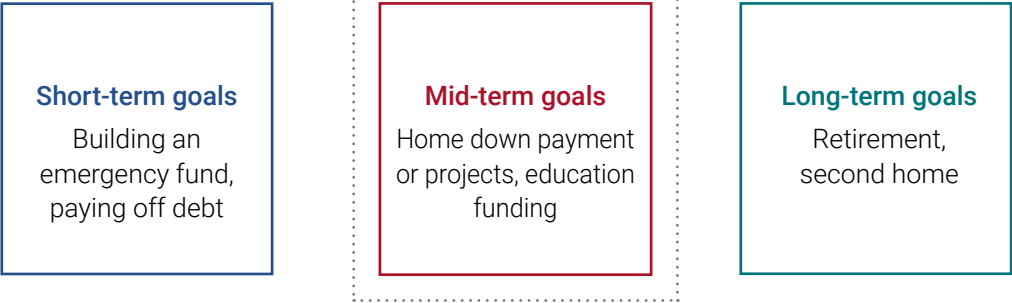 Short-term goals
Building an
emergency fund,
paying off debt
Mid-term goals
Home down payment
or projects, education
funding
Long-term goals
Retirement,
second home